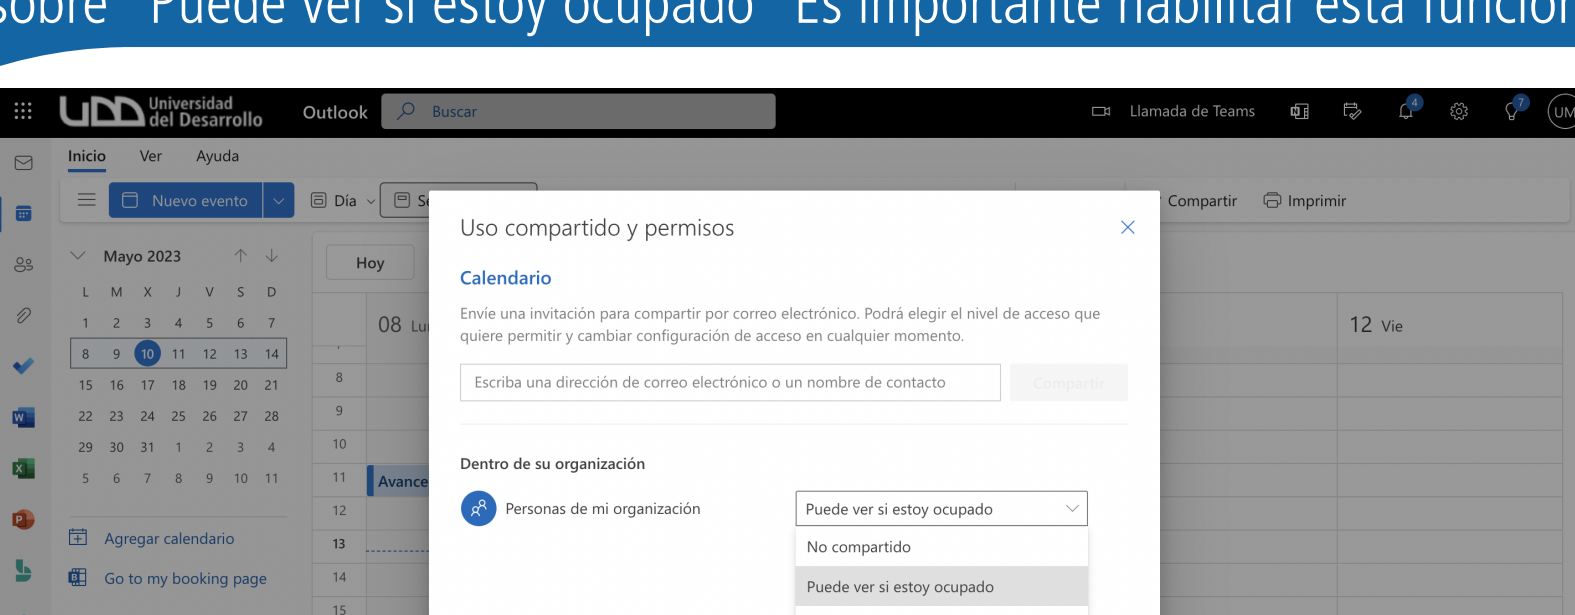 sobre "Puede ver si estoy ocupado" Es importante habilitar esta función
UDD Universidad del Desarrollo
Outlook
Buscar
Llamada de Teams
4
7
UM
Inicio Ver Ayuda
Nuevo evento
Día
Compartir
Imprimir
Mayo 2023
L M X J V S D
1 2 3 4 5 6 7
8 9 10 11 12 13 14
15 16 17 18 19 20 21
22 23 24 25 26 27 28
29 30 31 1 2 3 4
5 6 7 8 9 10 11
Agregar calendario
Go to my booking page
Hoy
08
12 Vie
8
9
10
11
Avance
12
13
14
15
Uso compartido y permisos
Calendario
Envíe una invitación para compartir por correo electrónico. Podrá elegir el nivel de acceso que
quiere permitir y cambiar configuración de acceso en cualquier momento.
Escriba una dirección de correo electrónico o un nombre de contacto
Compartir
Dentro de su organización
Personas de mi organización
Puede ver si estoy ocupado
No compartido
Puede ver si estoy ocupado